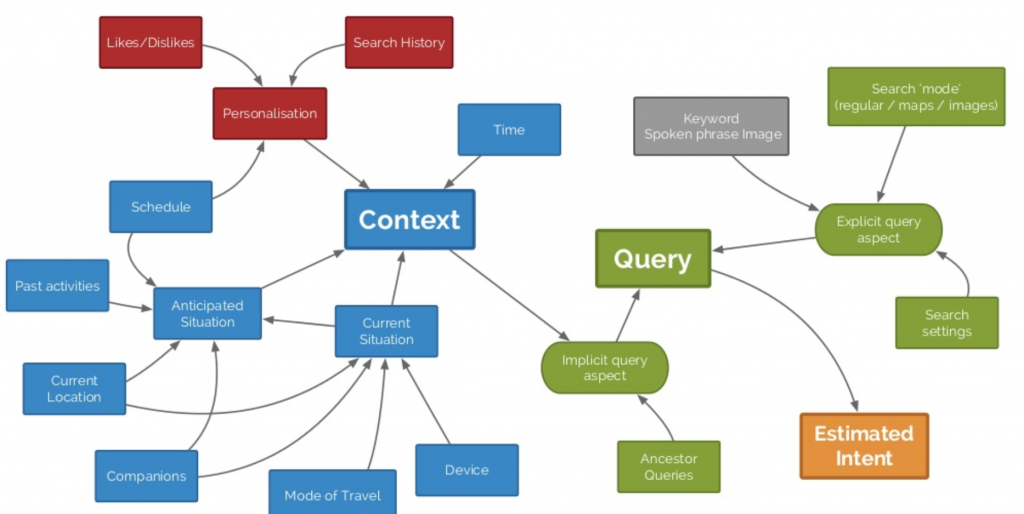 Likes/Dislikes
Search History
Personalisation
Time
Keyword
Spoken phrase Image
Search 'mode'
(regular / maps / images)
Schedule
Context
Explicit query
aspect
Query
Past activities
Anticipated
Situation
Current
Situation
Search
settings
Implicit query
aspect
Current
Location
Estimated
Intent
Companions
Mode of Travel
Device
Ancestor
Queries